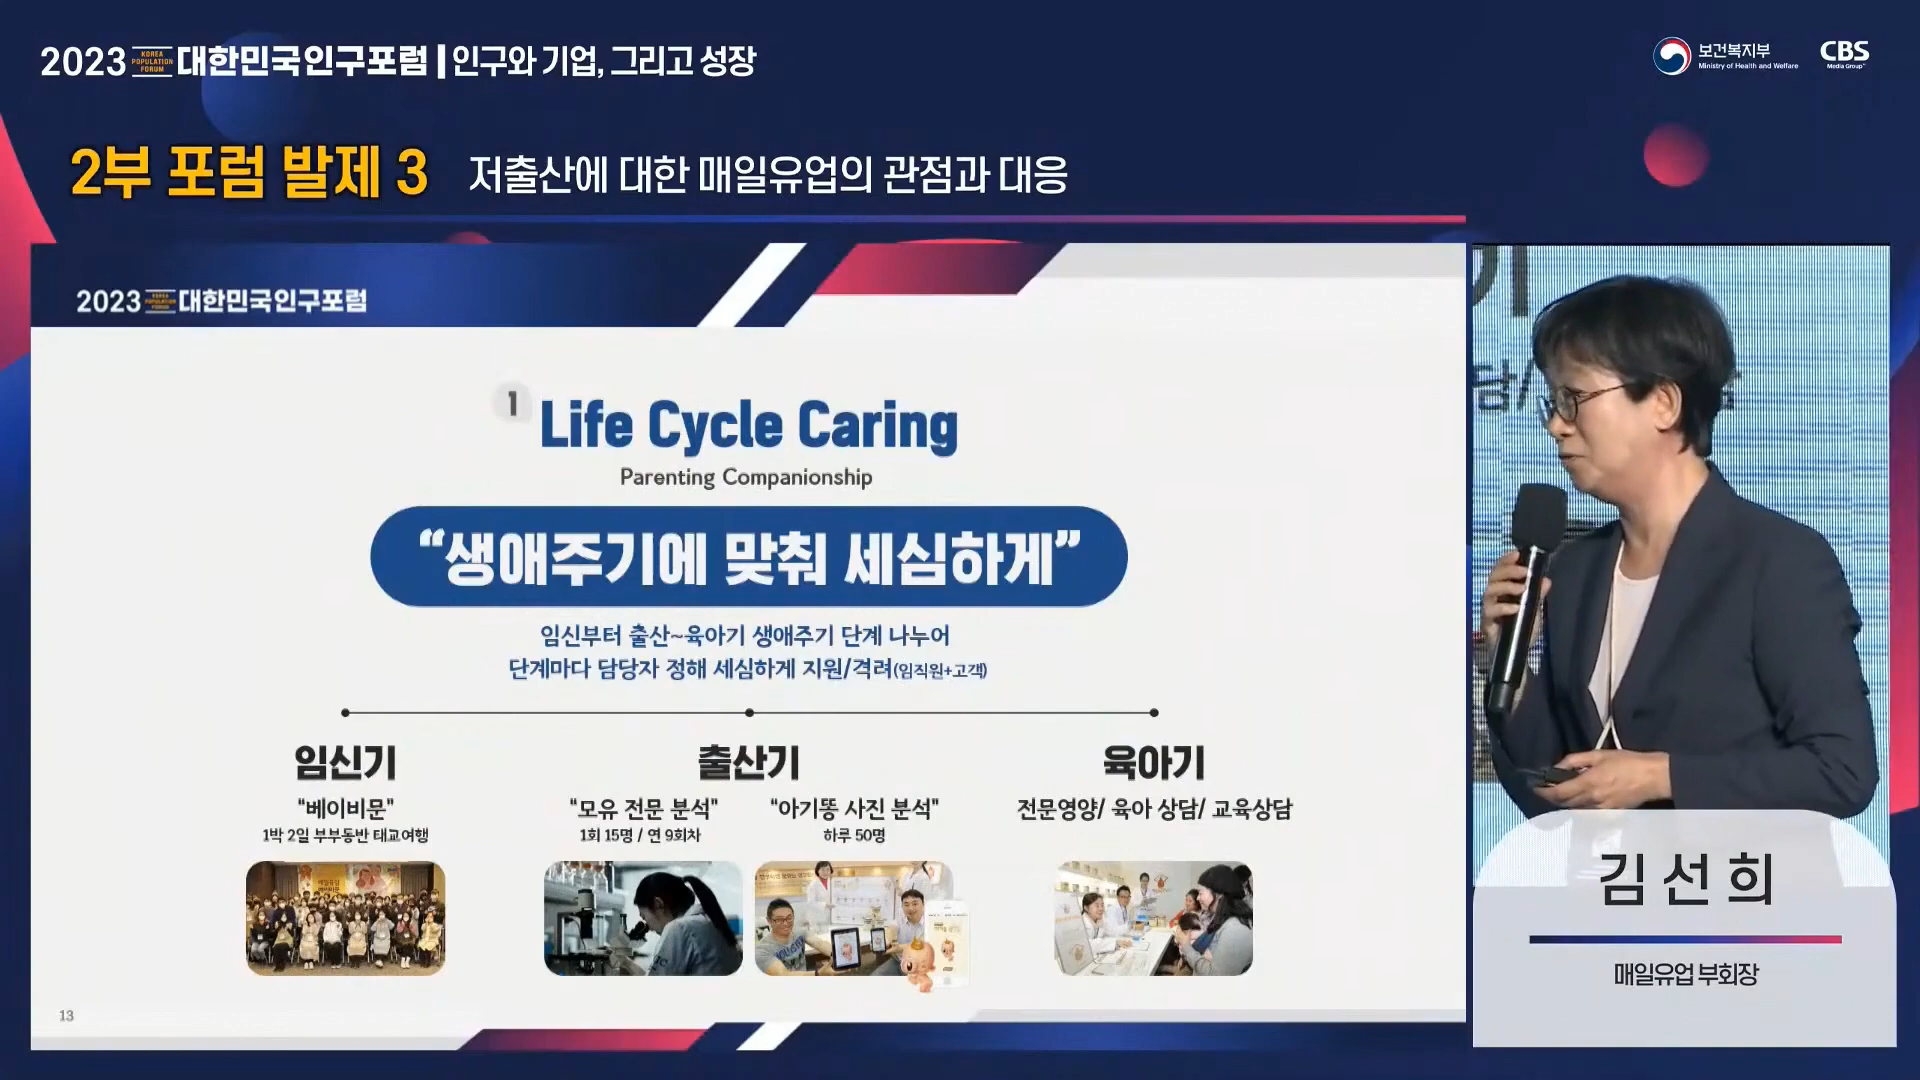 2023 KOREA POPULATION FORUM 대한민국인구포럼 | 인구와 기업, 그리고 성장
보건복지부
Ministry of Health and Welfare
CBS
Media Group
2부 포럼 발제 3 저출산에 대한 매일유업의 관점과 대응
2023 KOREA POPULATION FORUM 대한민국인구포럼
1 Life Cycle Caring
Parenting Companionship
“생애주기에 맞춰 세심하게”
임신부터 출산~육아기 생애주기 단계 나누어
단계마다 담당자 정해 세심하게 지원/격려(임직원+고객)
임신기
"베이비문"
1박 2일 부부동반 태교여행
출산기
"모유 전문 분석"
1회 15명 / 연 9회차
"아기똥 사진 분석"
하루 50명
육아기
전문영양/ 육아 상담/ 교육상담
13
담/
김선희
매일유업 부회장